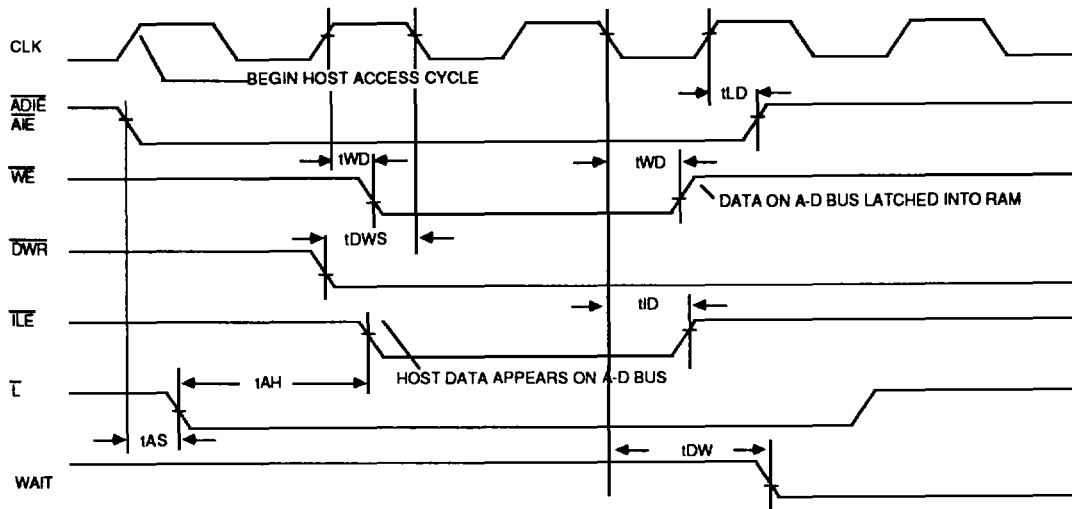 CLK
BEGIN HOST ACCESS CYCLE
tLD
ADIE
AIE
tWD
tWD
WE
DATA ON A-D BUS LATCHED INTO RAM
tDWS
DWR
tID
ILE
HOST DATA APPEARS ON A-D BUS
tAH
L
tAS
tDW
WAIT